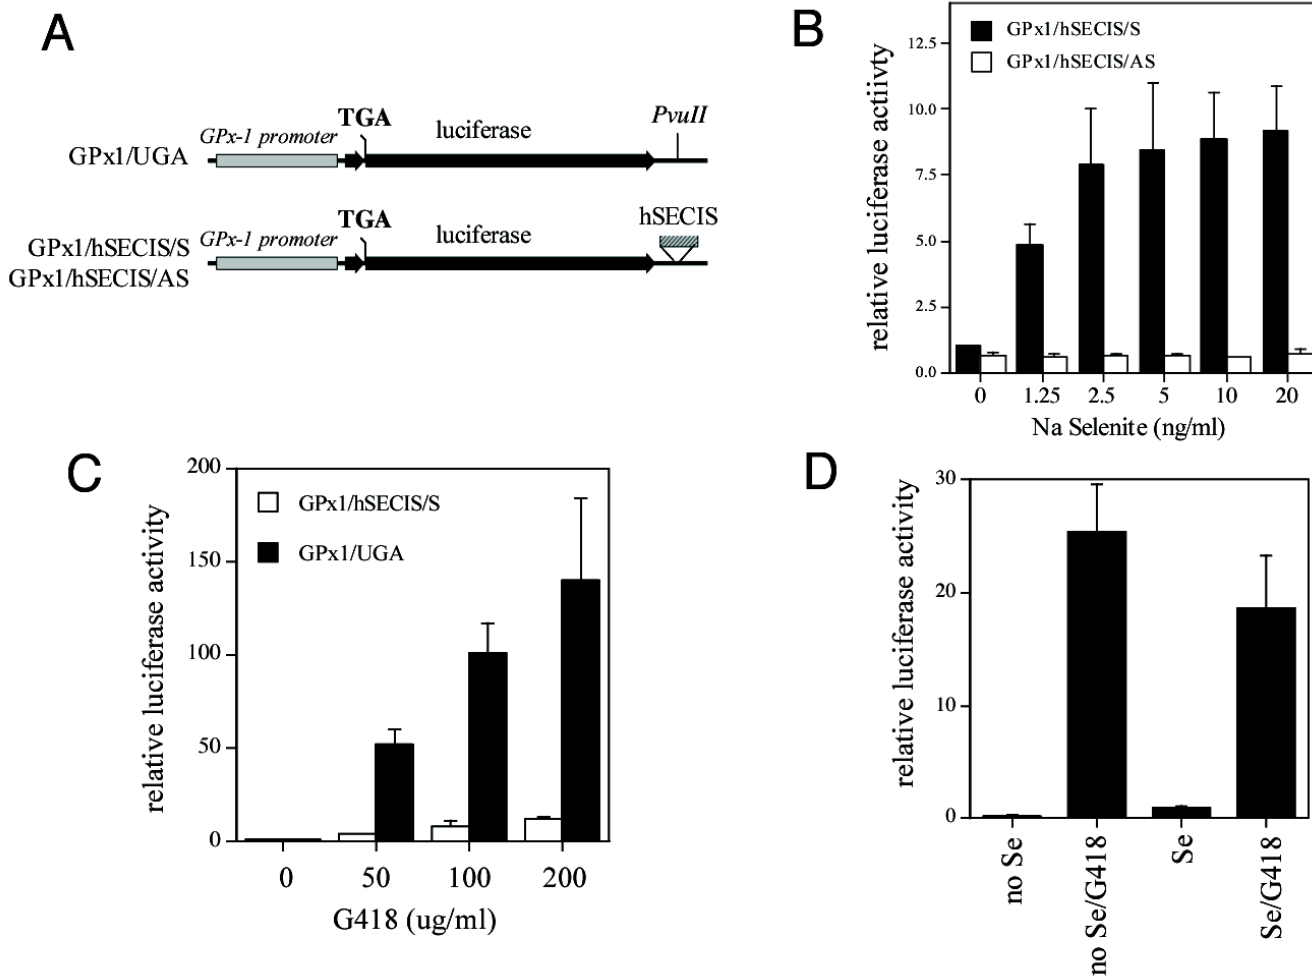 A
TGA
GPx-1 promoter
luciferase
PvuII
GPx1/UGA
TGA
hSECIS
GPx1/hSECIS/S
GPx-1 promoter
luciferase
GPx1/hSECIS/AS
B
GPx1/hSECIS/S
GPx1/hSECIS/AS
relative luciferase actiivty
12.5
10.0
7.5
5.0
2.5
0.0
0 1.25 2.5 5 10 20
Na Selenite (ng/ml)
C
GPx1/hSECIS/S
GPx1/UGA
relative luciferase activity
200
150
100
50
0
0 50 100 200
G418 (ug/ml)
D
relative luciferase activity
30
20
10
0
no Se
no Se/G418
Se
Se/G418